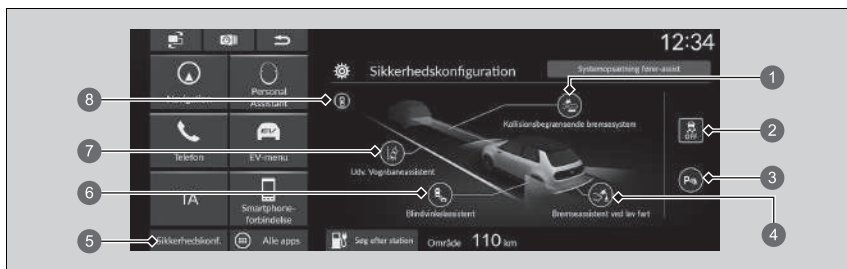 12:34
Sikkerhedskonfiguration
Systemopsætning fører-assist
1
8
Navigation
Personal
Assistant
Kollisionsbegrænsende bremsesystem
OFF
2
EV
Telefon
EV-menu
7
Udv. Vognbaneassistent
3
6
TA
Smartphone-
forbindelse
Blindvinkelassistent
Bremseassistent ved lav fart
4
5
Sikkerhedskonf.
Alle apps
Søg efter station
Område 110 km